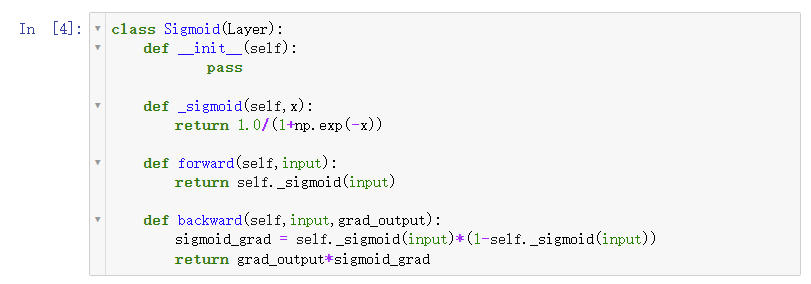 In [4]: class Sigmoid(Layer):
def __init__(self):
pass
def _sigmoid(self,x):
return 1.0/(1+np.exp(-x))
def forward(self,input):
return self._sigmoid(input)
def backward(self,input,grad_output):
sigmoid_grad = self._sigmoid(input)*(1-self._sigmoid(input))
return grad_output*sigmoid_grad